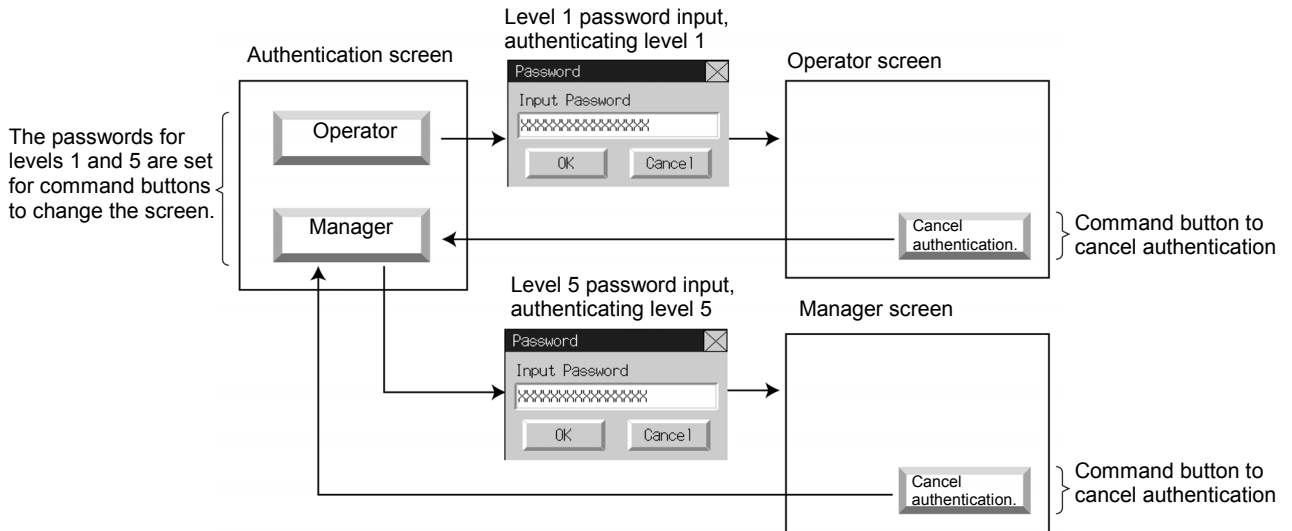 Level 1 password input,
authenticating level 1
Authentication screen
Password
Operator screen
Input Password
XXXXXXXXXXXXXXX
OK Cancel
Operator
The passwords for
levels 1 and 5 are set
for command buttons
to change the screen.
Manager
Cancel
authentication.
Command button to
cancel authentication
Level 5 password input,
authenticating level 5
Manager screen
Password
Input Password
XXXXXXXXXXXXXXX
OK Cancel
Cancel
authentication.
Command button to
cancel authentication